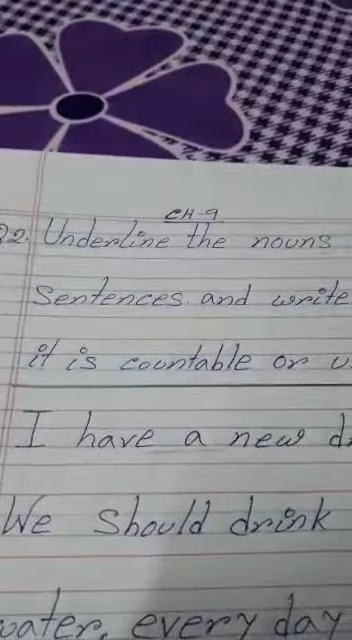 CH-9
Q2. Underline the nouns
Sentences and write
it is countable or
I have a new
We should drink
water, every day